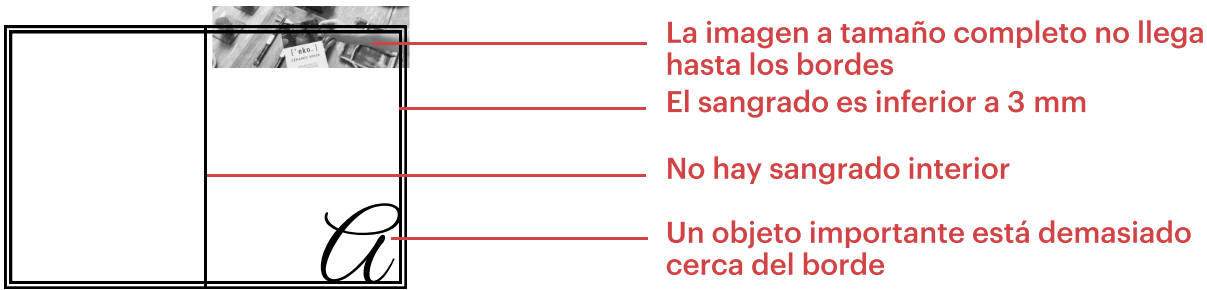 ['eko.]
La imagen a tamaño completo no llega
hasta los bordes
El sangrado es inferior a 3 mm
No hay sangrado interior
a
Un objeto importante está demasiado
cerca del borde